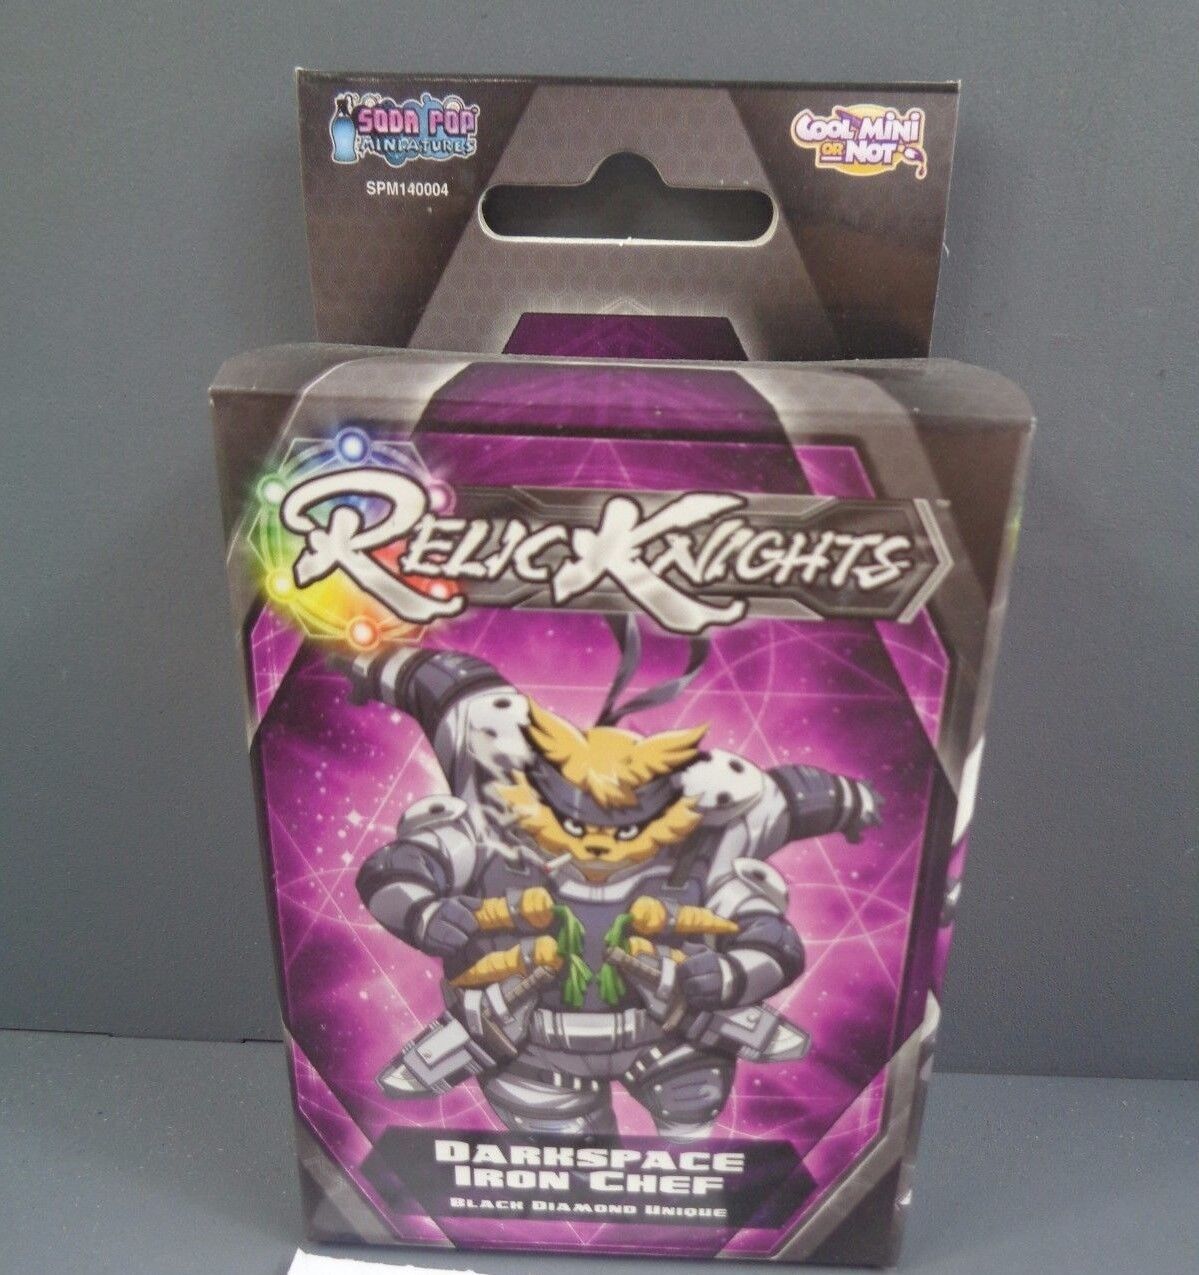 SODA POP
MINIATURES
SPM140004
COOL MINI
OR NOT
RELIC KNIGHTS
DARKSPACE
IRON CHEF
BLACK DIAMOND UNIQUE